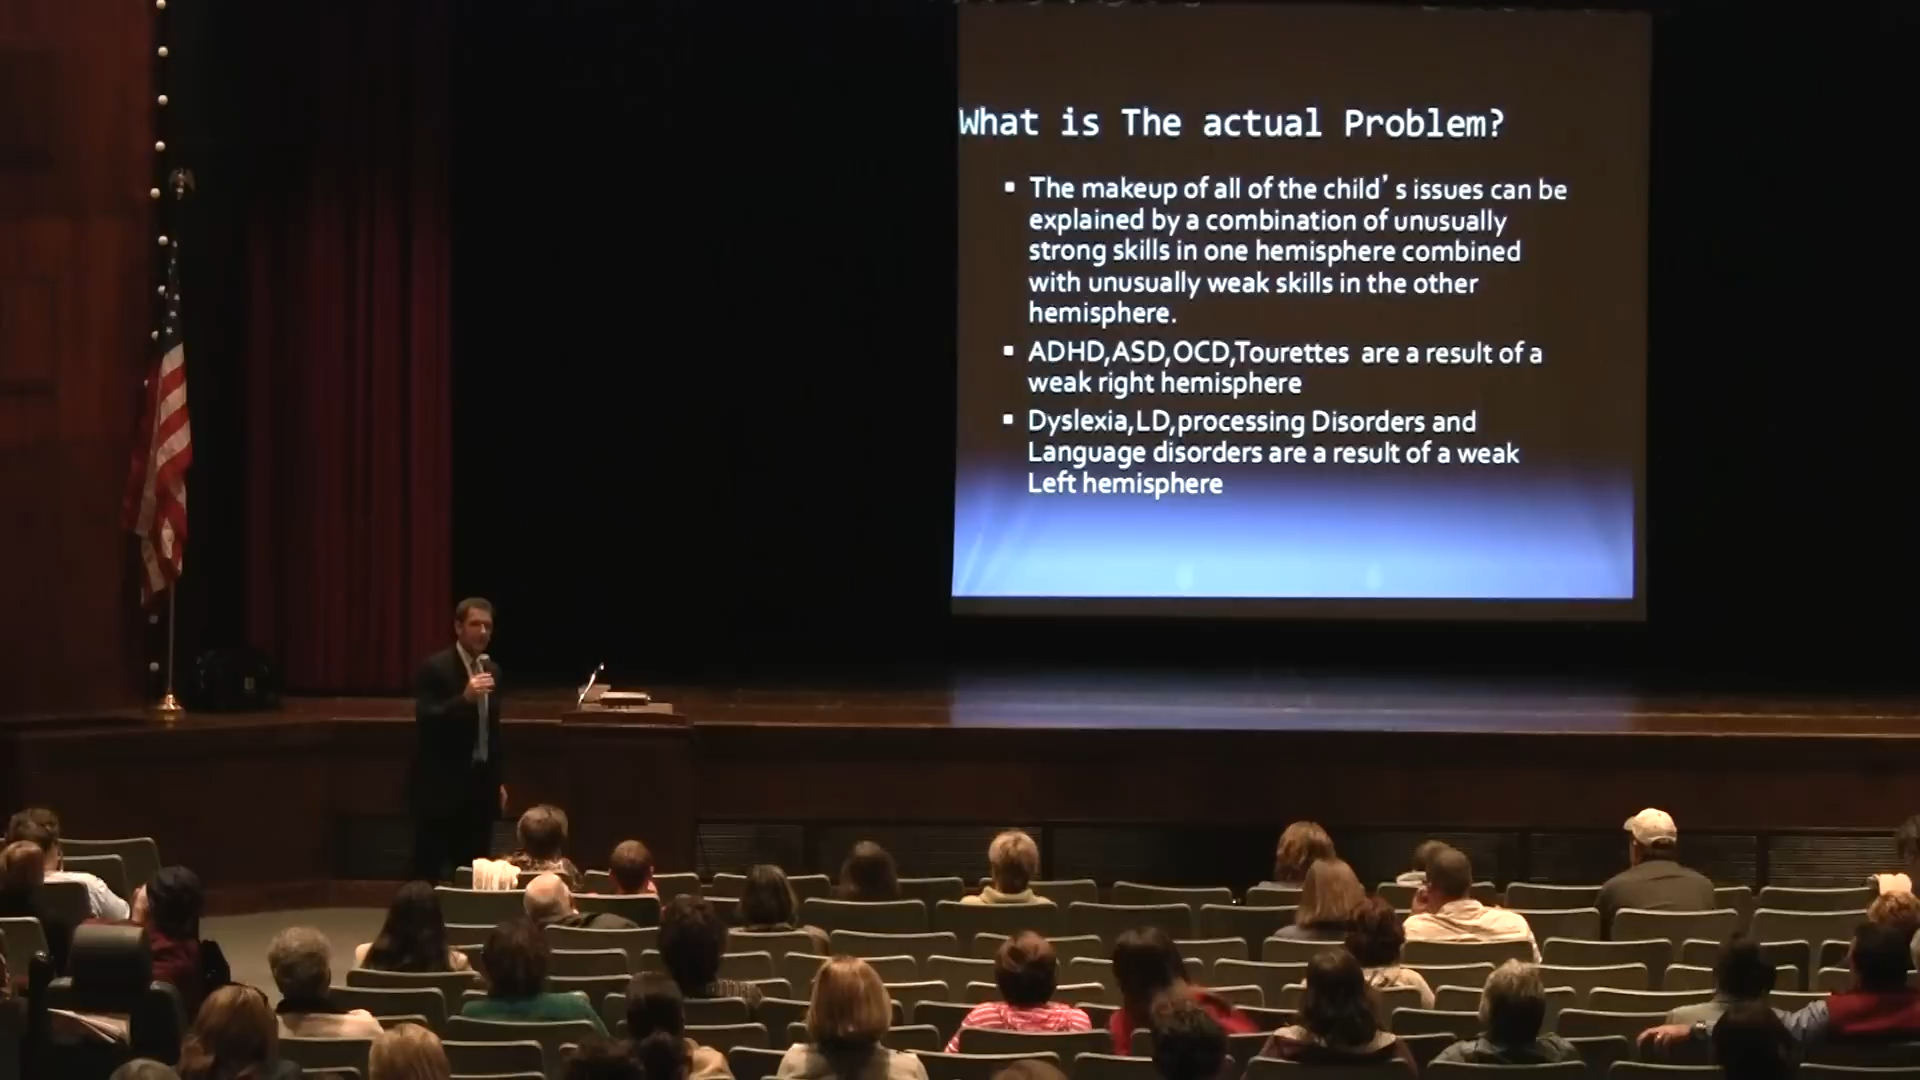 What is The actual Problem?
▪ The makeup of all of the child’s issues can be
explained by a combination of unusually
strong skills in one hemisphere combined
with unusually weak skills in the other
hemisphere.
▪ ADHD,ASD,OCD,Tourettes are a result of a
weak right hemisphere
▪ Dyslexia,LD,processing Disorders and
Language disorders are a result of a weak
Left hemisphere